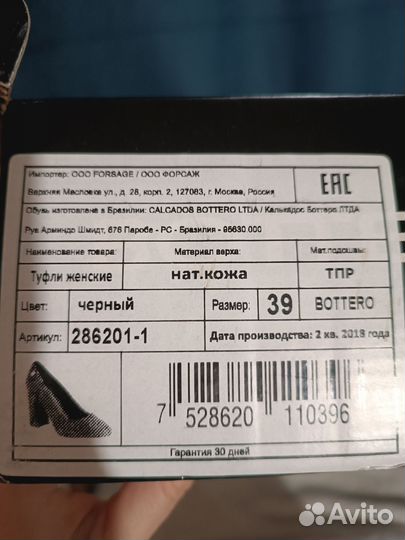 Импортер: ООО FORSAGE / ООО ФОРСАЖ
Верхняя Масловка ул., д. 28, корп. 2, 127083, г. Москва, Россия
EAC
Обувь изготовлена в Бразилии: CALCADOS BOTTERO LTDA / Калькадос Боттеро ЛТДА
Руа Арминдо Шмидт, 676 Паробе - РС - Бразилия - 95630.000
Наименование товара: Материал верха: Мат.подошвы:
Туфли женские нат.кожа ТПР
Цвет: черный Размер: 39 BOTTERO
Артикул: 286201-1 Дата производства: 2 кв. 2018 года
7 528620 110396
Гарантия 30 дней
Avito